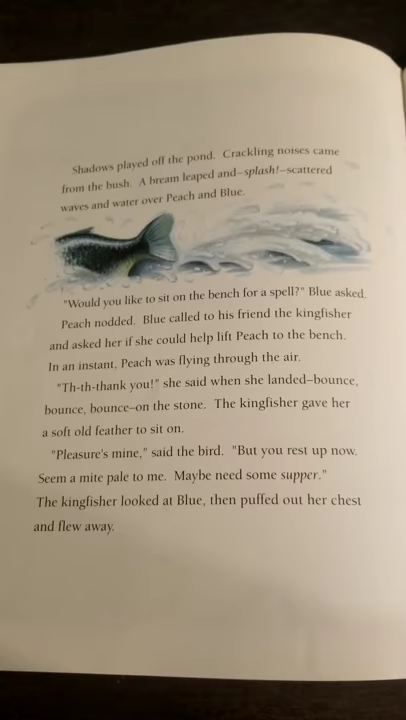 Shadows played off the pond. Crackling noises came
from the bush. A bream leaped and–splash!–scattered
waves and water over Peach and Blue.
"Would you like to sit on the bench for a spell?" Blue asked.
Peach nodded. Blue called to his friend the kingfisher
and asked her if she could help lift Peach to the bench.
In an instant, Peach was flying through the air.
"Th-th-thank you!" she said when she landed–bounce,
bounce, bounce–on the stone. The kingfisher gave her
a soft old feather to sit on.
"Pleasure's mine," said the bird. "But you rest up now.
Seem a mite pale to me. Maybe need some supper."
The kingfisher looked at Blue, then puffed out her chest
and flew away.